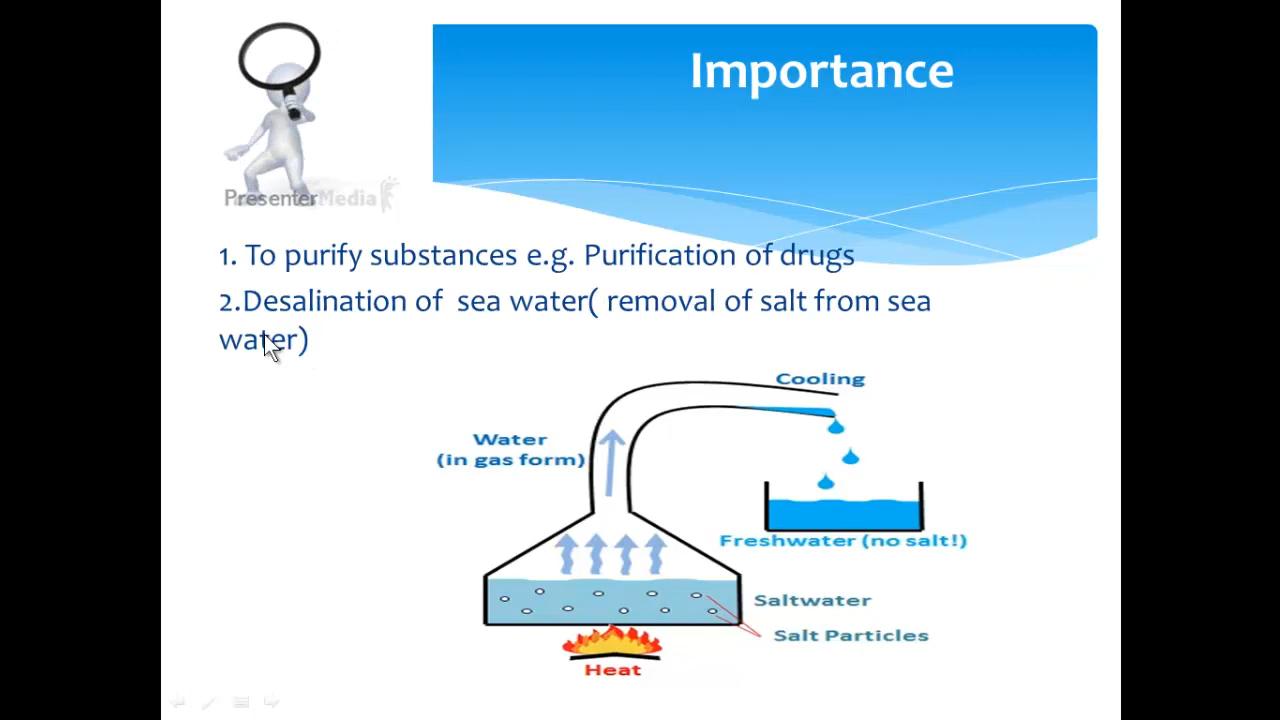 Importance
PresenterMedia
1. To purify substances e.g. Purification of drugs
2.Desalination of sea water( removal of salt from sea
water)
Cooling
Water
(in gas form)
Freshwater (no salt!)
Saltwater
Salt Particles
Heat